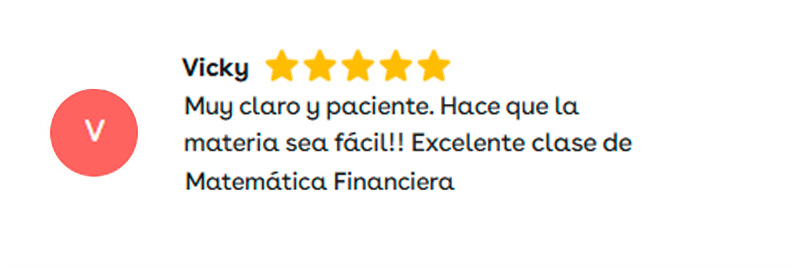 Vicky
V
Muy claro y paciente. Hace que la
materia sea fácil!! Excelente clase de
Matemática Financiera